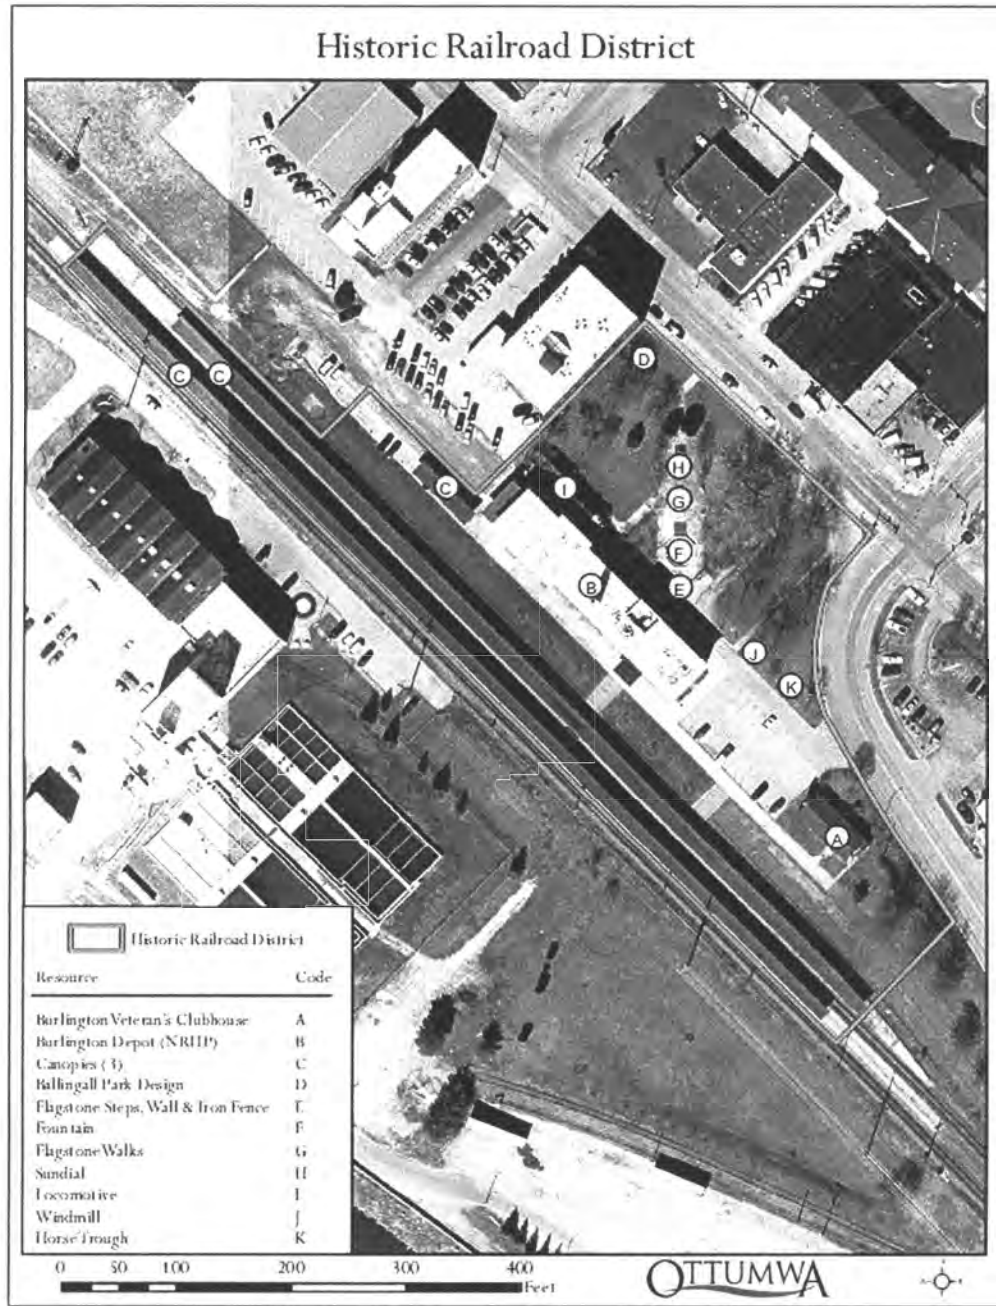 Historic Railroad District
D
C C
H
C I G
F
B E
J
K
A
Historic Railroad District
Resource Code
Burlington Veteran's Clubhouse A
Burlington Depot (NRHP) B
Canopies (3) C
Ballingall Park Design D
Flagstone Steps, Wall & Iron Fence E
Fountain F
Flagstone Walks G
Sundial H
Locomotive I
Windmill J
Horse Trough K
0 50 100 200 300 400
Feet
OTTUMWA